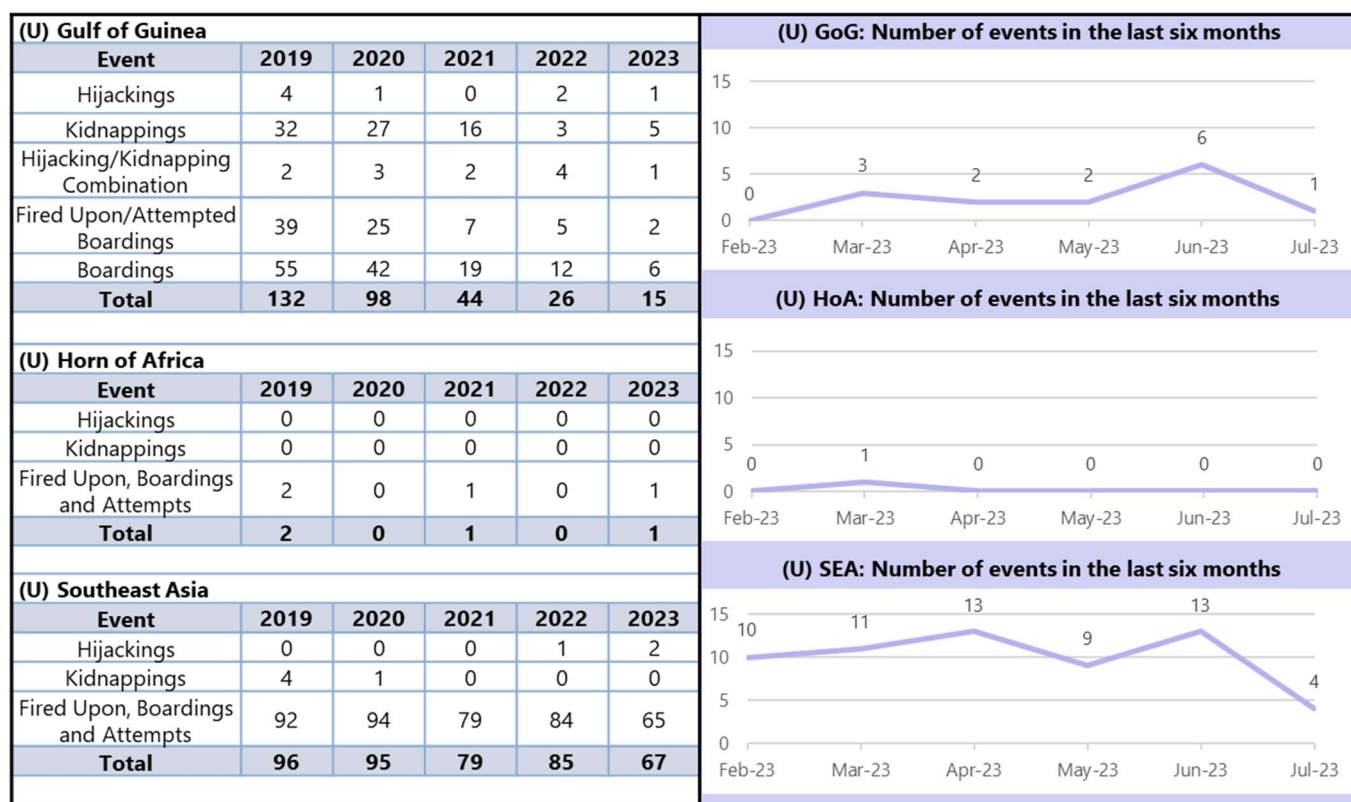 (U) Gulf of Guinea
Event 2019 2020 2021 2022 2023
Hijackings 4 1 0 2 1
Kidnappings 32 27 16 3 5
Hijacking/Kidnapping
Combination 2 3 2 4 1
Fired Upon/Attempted
Boardings 39 25 7 5 2
Boardings 55 42 19 12 6
Total 132 98 44 26 15
(U) Horn of Africa
Event 2019 2020 2021 2022 2023
Hijackings 0 0 0 0 0
Kidnappings 0 0 0 0 0
Fired Upon, Boardings
and Attempts 2 0 1 0 1
Total 2 0 1 0 1
(U) Southeast Asia
Event 2019 2020 2021 2022 2023
Hijackings 0 0 0 1 2
Kidnappings 4 1 0 0 0
Fired Upon, Boardings
and Attempts 92 94 79 84 65
Total 96 95 79 85 67
(U) GoG: Number of events in the last six months
15
10
5
0
0 3 2 2 6 1
Feb-23 Mar-23 Apr-23 May-23 Jun-23 Jul-23
(U) HoA: Number of events in the last six months
15
10
5
0
0 1 0 0 0 0
Feb-23 Mar-23 Apr-23 May-23 Jun-23 Jul-23
(U) SEA: Number of events in the last six months
15
10
5
0
10 11 13 9 13 4
Feb-23 Mar-23 Apr-23 May-23 Jun-23 Jul-23